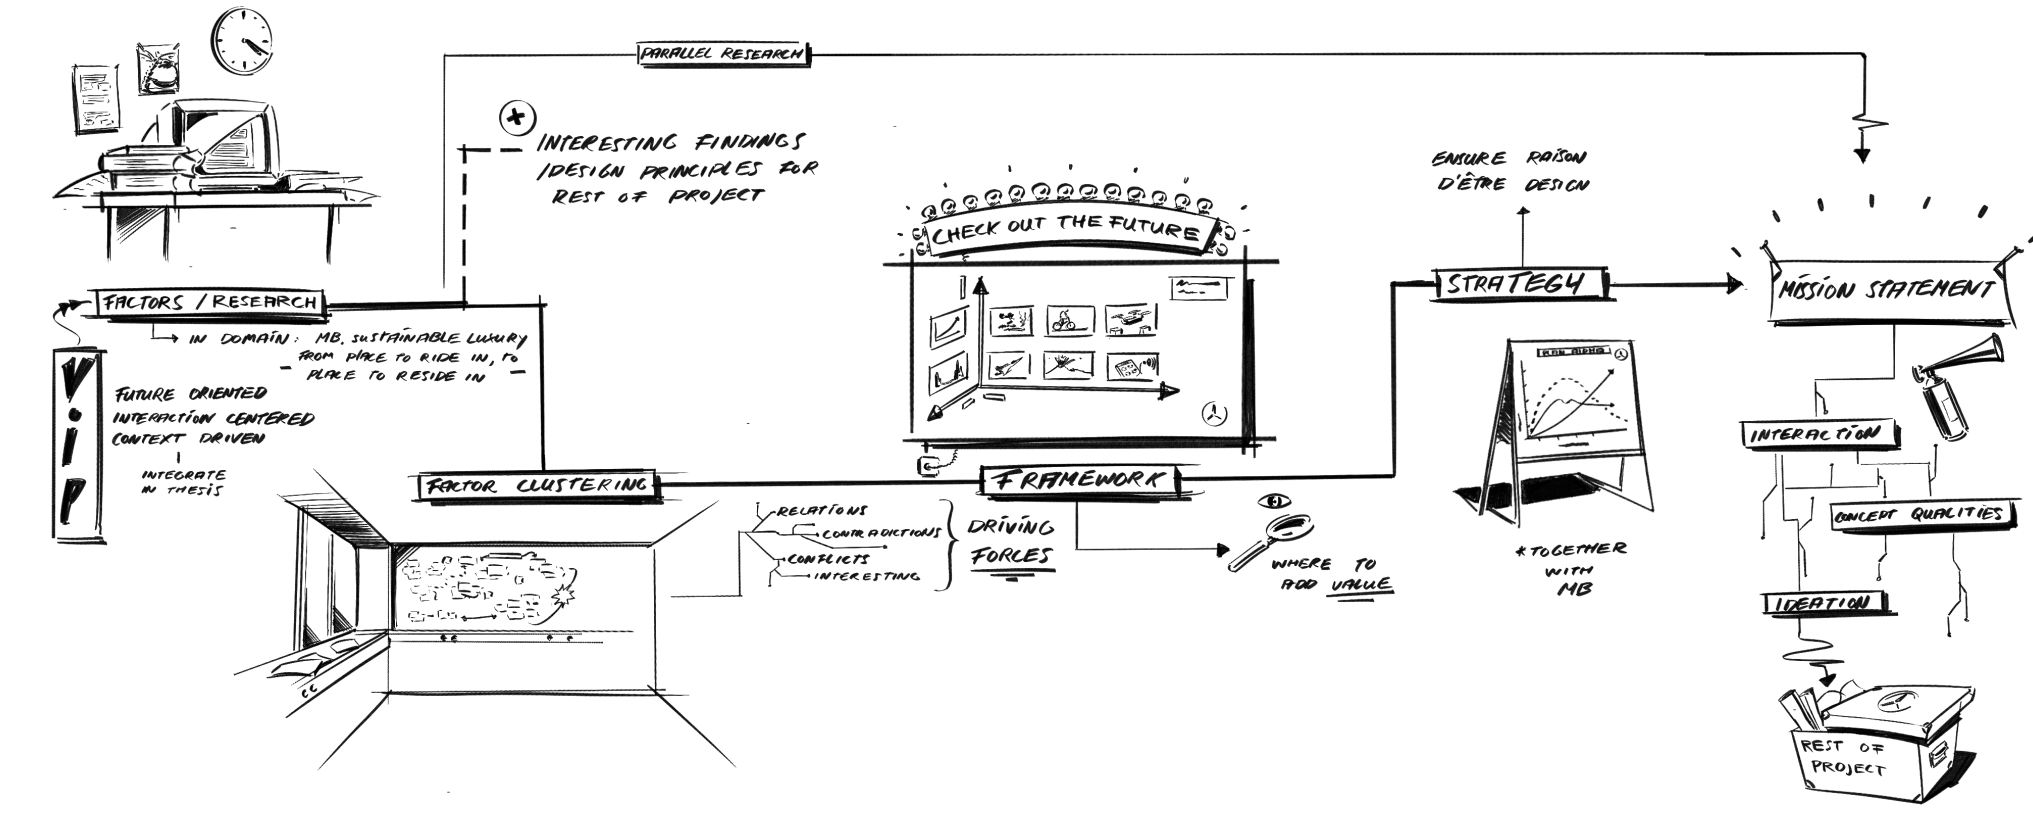 PARALLEL RESEARCH
INTERESTING FINDINGS
/DESIGN PRINCIPLES FOR
REST OF PROJECT
FACTORS / RESEARCH
IN DOMAIN: MB, SUSTAINABLE LUXURY
FROM PLACE TO RIDE IN, TO
PLACE TO RESIDE IN
V.i.P
FUTURE ORIENTED
INTERACTION CENTERED
CONTEXT DRIVEN
INTEGRATE
IN THESIS
FACTOR CLUSTERING
RELATIONS
CONTRADICTIONS
CONFLICTS
INTERESTING
DRIVING
FORCES
CHECK OUT THE FUTURE
FRAMEWORK
WHERE TO
ADD VALUE
ENSURE RAISON
D'ÊTRE DESIGN
STRATEGY
PLAN ALPHA
*TOGETHER
WITH
MB
MISSION STATEMENT
INTERACTION
CONCEPT QUALITIES
IDEATION
REST OF
PROJECT